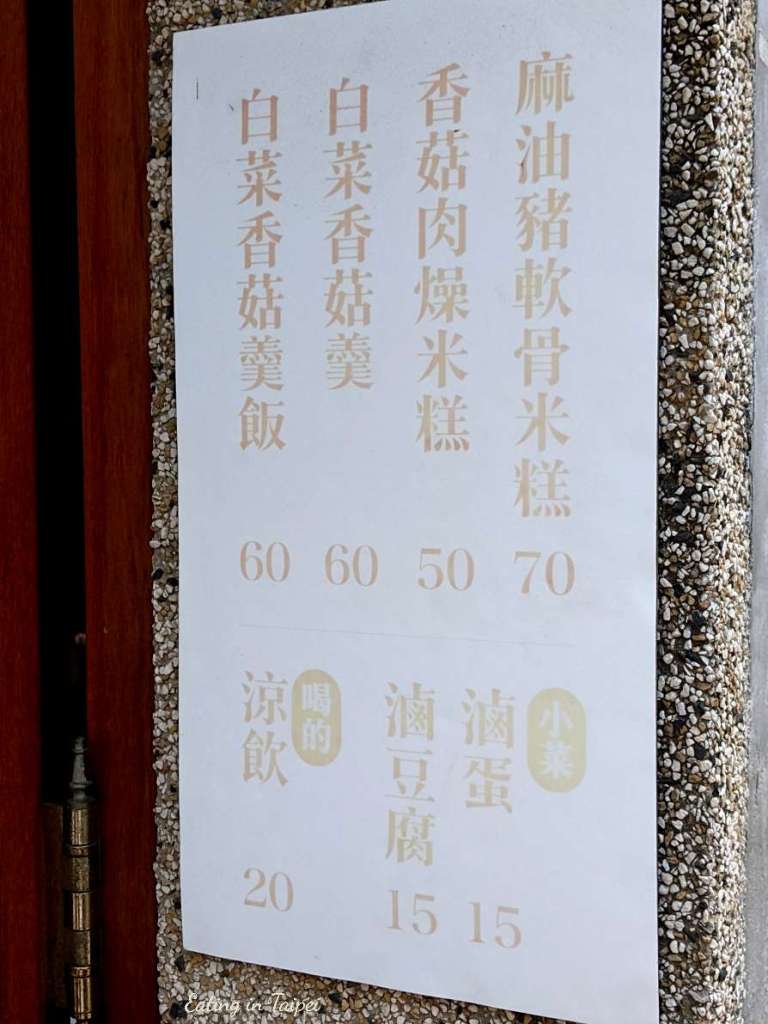 麻油豬軟骨米糕 70
香菇肉燥米糕 50
白菜香菇羹 60
白菜香菇羹飯 60
小菜
滷蛋 15
滷豆腐 15
喝的
涼飲 20
Eating in Taipei